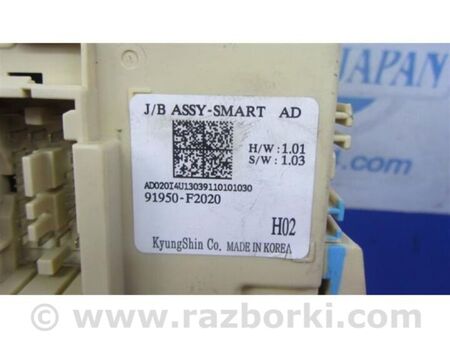 JAPAN
J/B ASSY-SMART AD
H/W:1.01
S/W:1.03
AD020I4U13039110101030
91950-F2020
H02
KyungShin Co. MADE IN KOREA
www.razborki.com